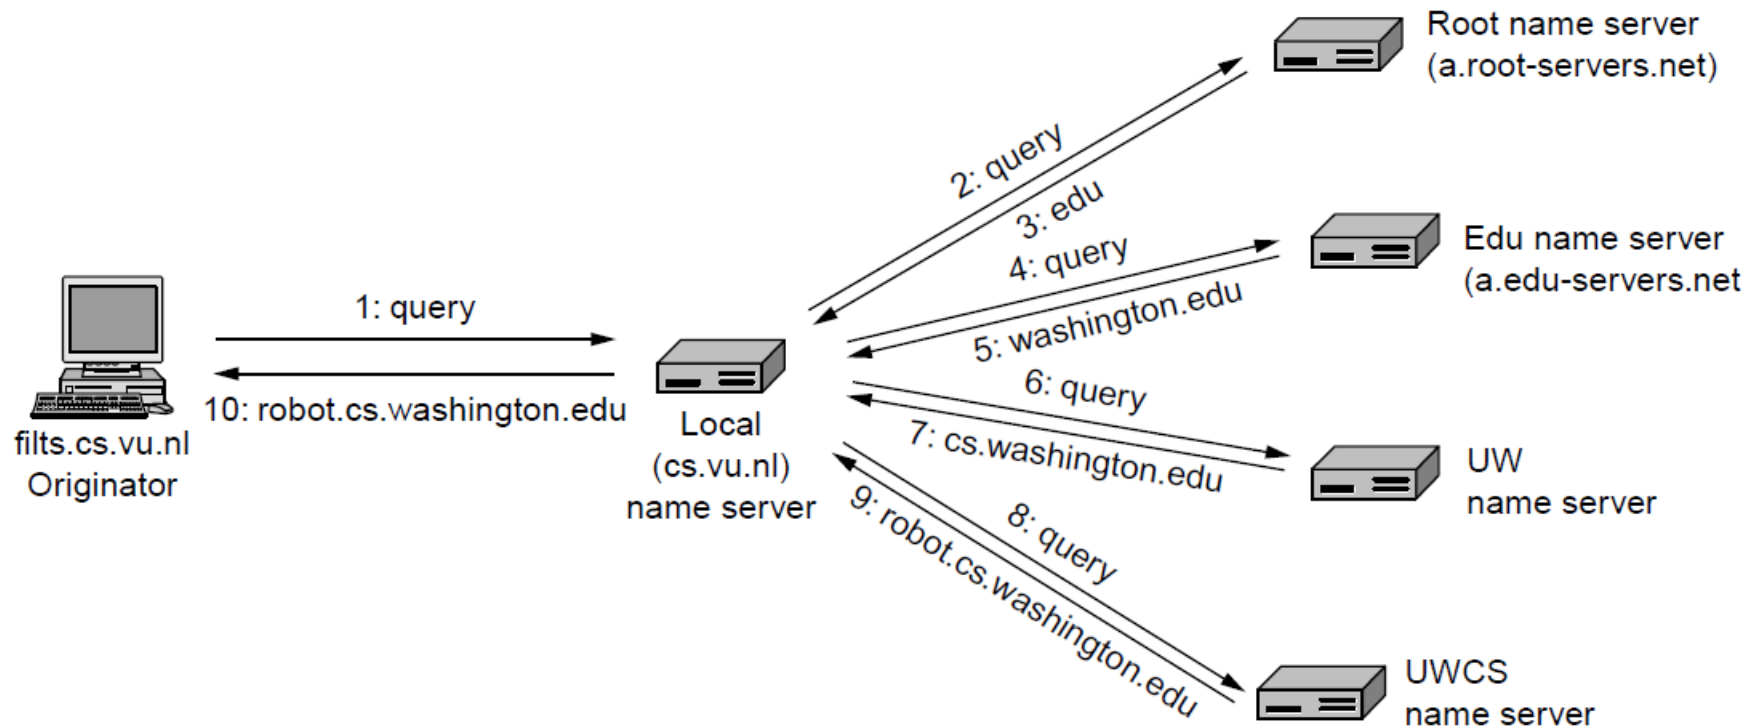 Root name server
(a.root-servers.net)
2: query
3: edu
Edu name server
(a.edu-servers.net
4: query
5: washington.edu
1: query
10: robot.cs.washington.edu
filts.cs.vu.nl
Originator
Local
(cs.vu.nl)
name server
6: query
7: cs.washington.edu
UW
name server
8: query
9: robot.cs.washington.edu
UWCS
name server